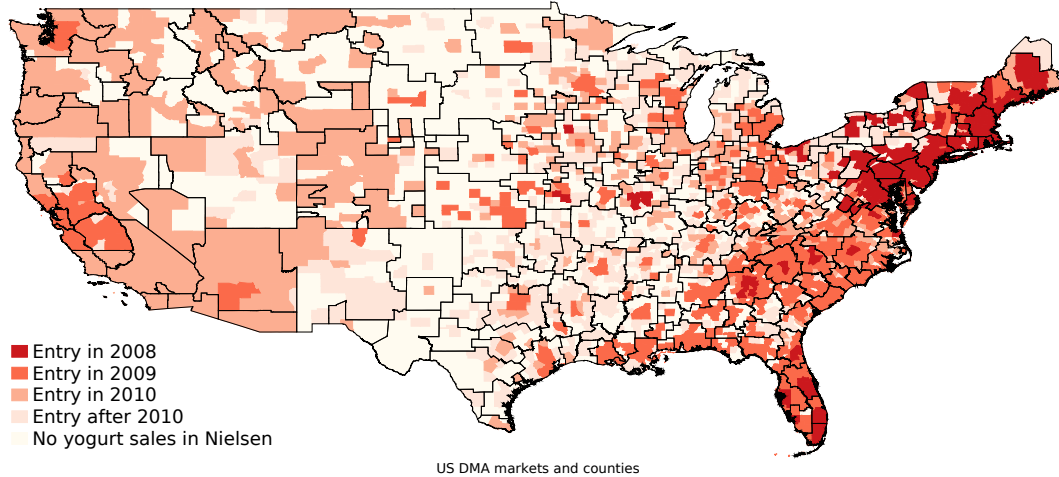 Entry in 2008
Entry in 2009
Entry in 2010
Entry after 2010
No yogurt sales in Nielsen
US DMA markets and counties